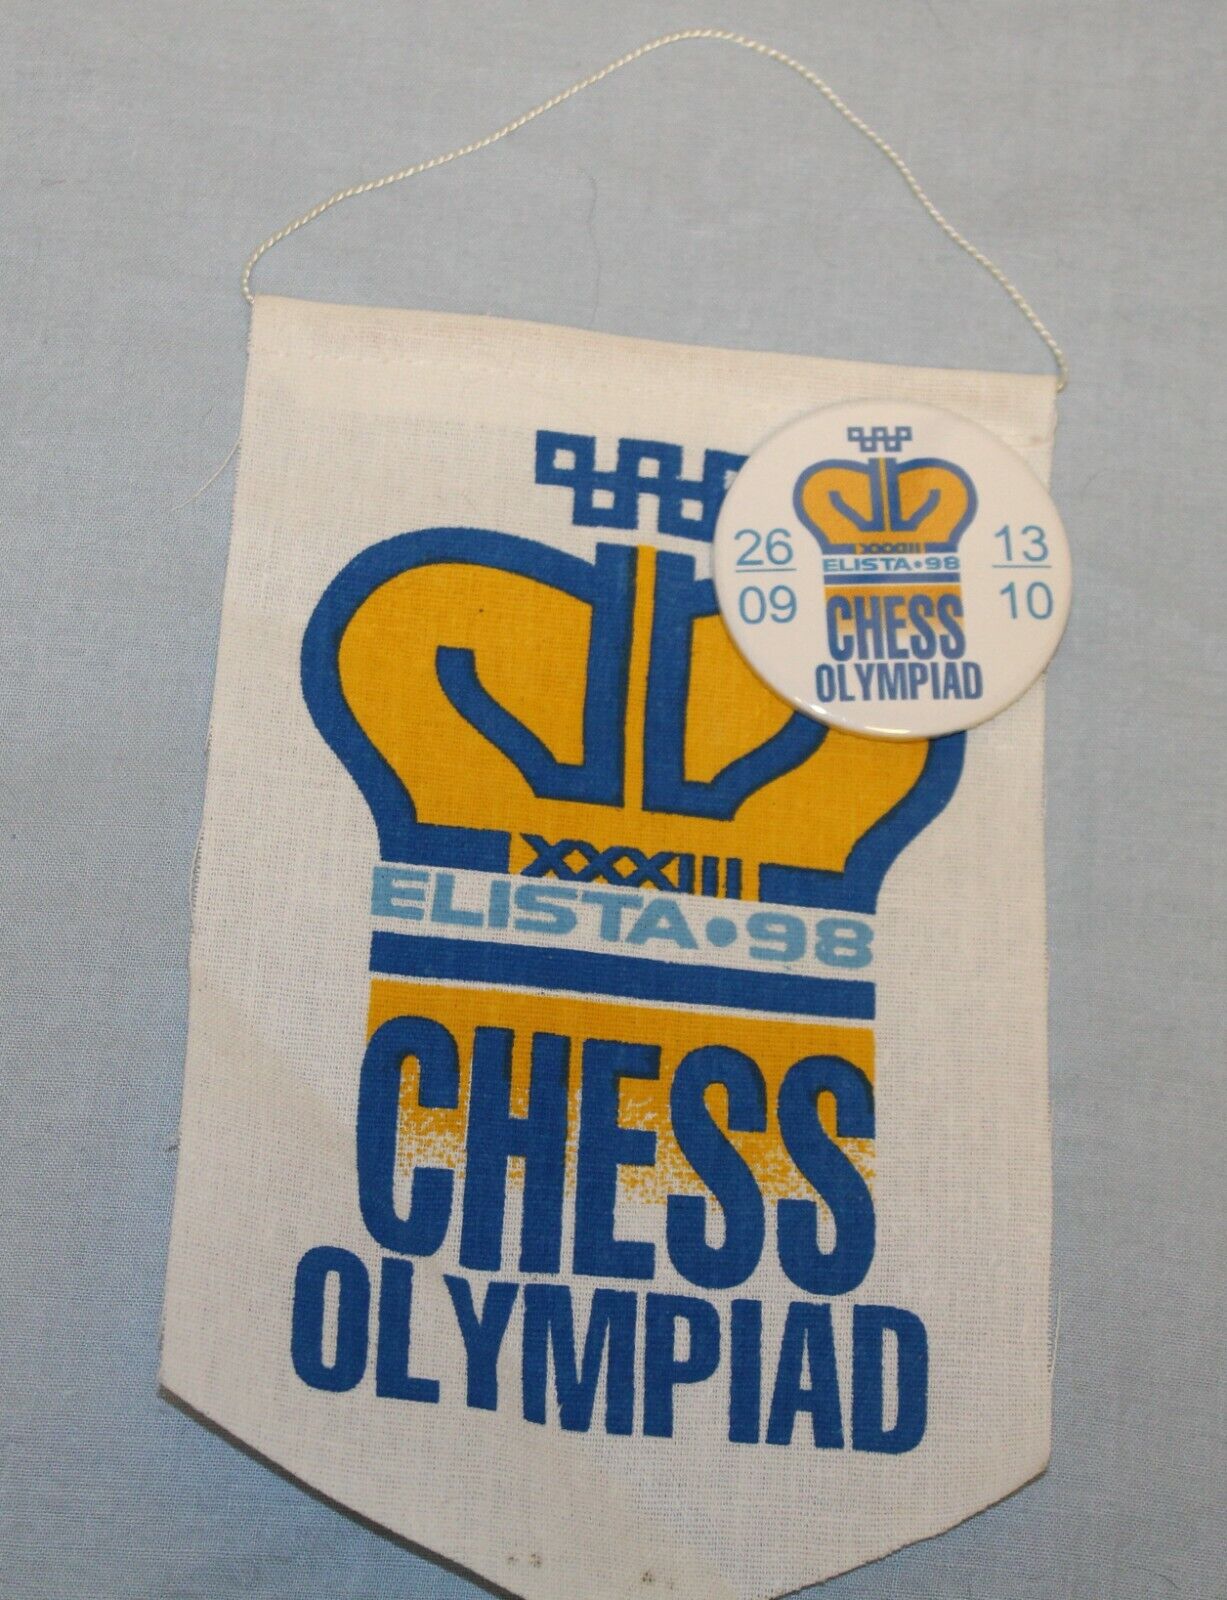 XXXIII
ELISTA•98
CHESS
OLYMPIAD
26
09
XXXIII
ELISTA•98
CHESS
OLYMPIAD
13
10